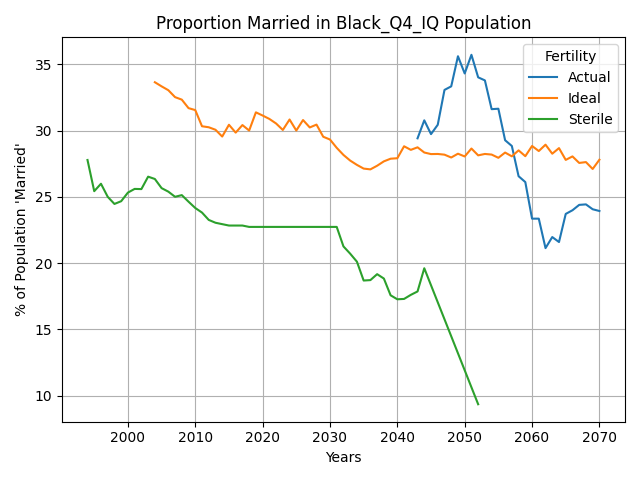 Proportion Married in Black_Q4_IQ Population
% of Population 'Married'
35
30
25
20
15
10
Fertility
Actual
Ideal
Sterile
2000 2010 2020 2030 2040 2050 2060 2070
Years